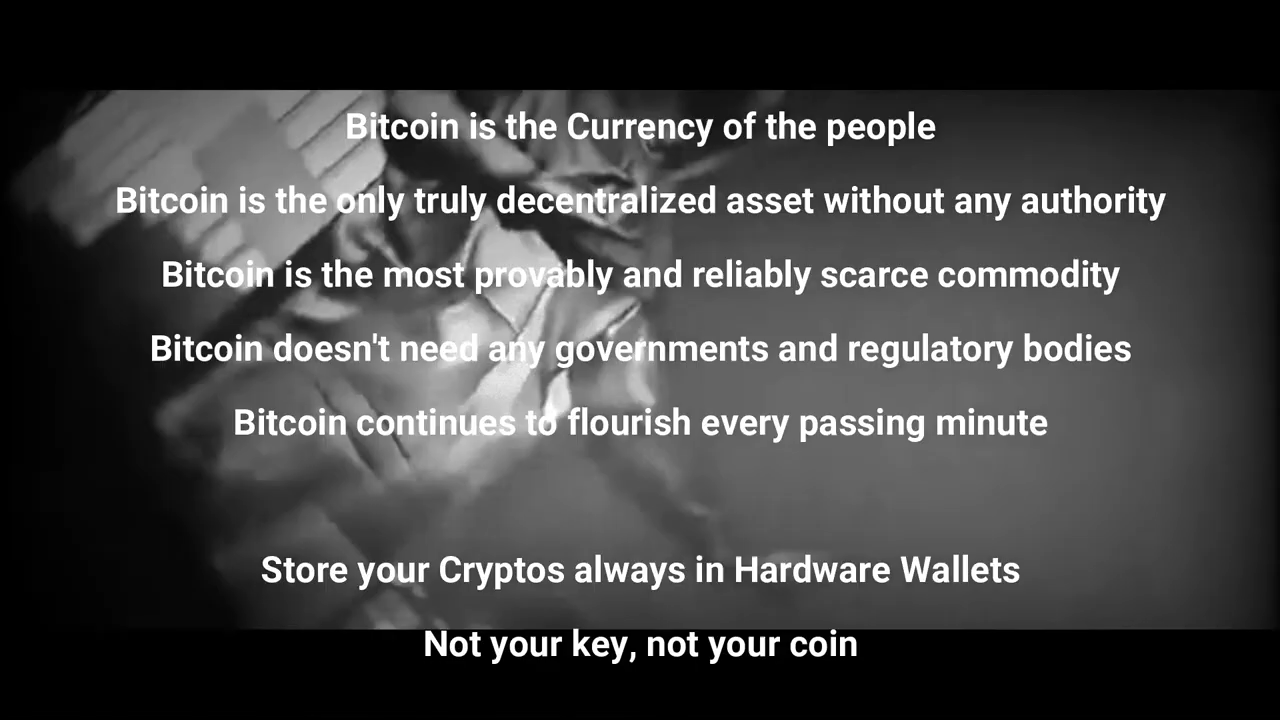 Bitcoin is the Currency of the people
Bitcoin is the only truly decentralized asset without any authority
Bitcoin is the most provably and reliably scarce commodity
Bitcoin doesn't need any governments and regulatory bodies
Bitcoin continues to flourish every passing minute
Store your Cryptos always in Hardware Wallets
Not your key, not your coin